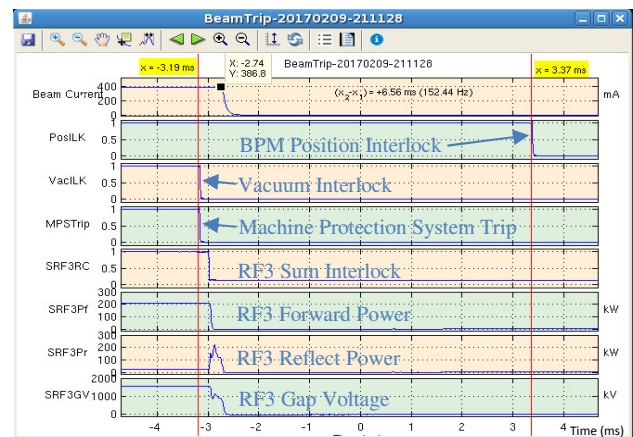 BeamTrip-20170209-211128
x = -3.19 ms
X: -2.74
Y: 386.8
BeamTrip-20170209-211128
x = 3.37 ms
Beam Current
400
200
0
(x2-x1) = +6.56 ms (152.44 Hz)
mA
PosILK
1
0.5
0
BPM Position Interlock
VacILK
1
0.5
0
Vacuum Interlock
MPSTrip
1
0.5
0
Machine Protection System Trip
SRF3RC
1
0.5
0
RF3 Sum Interlock
SRF3Pf
300
200
100
0
RF3 Forward Power
kW
SRF3Pr
300
200
100
0
RF3 Reflect Power
kW
SRF3GV
2000
1000
0
RF3 Gap Voltage
kV
-4 -3 -2 -1 0 1 2 3 4 Time (ms)